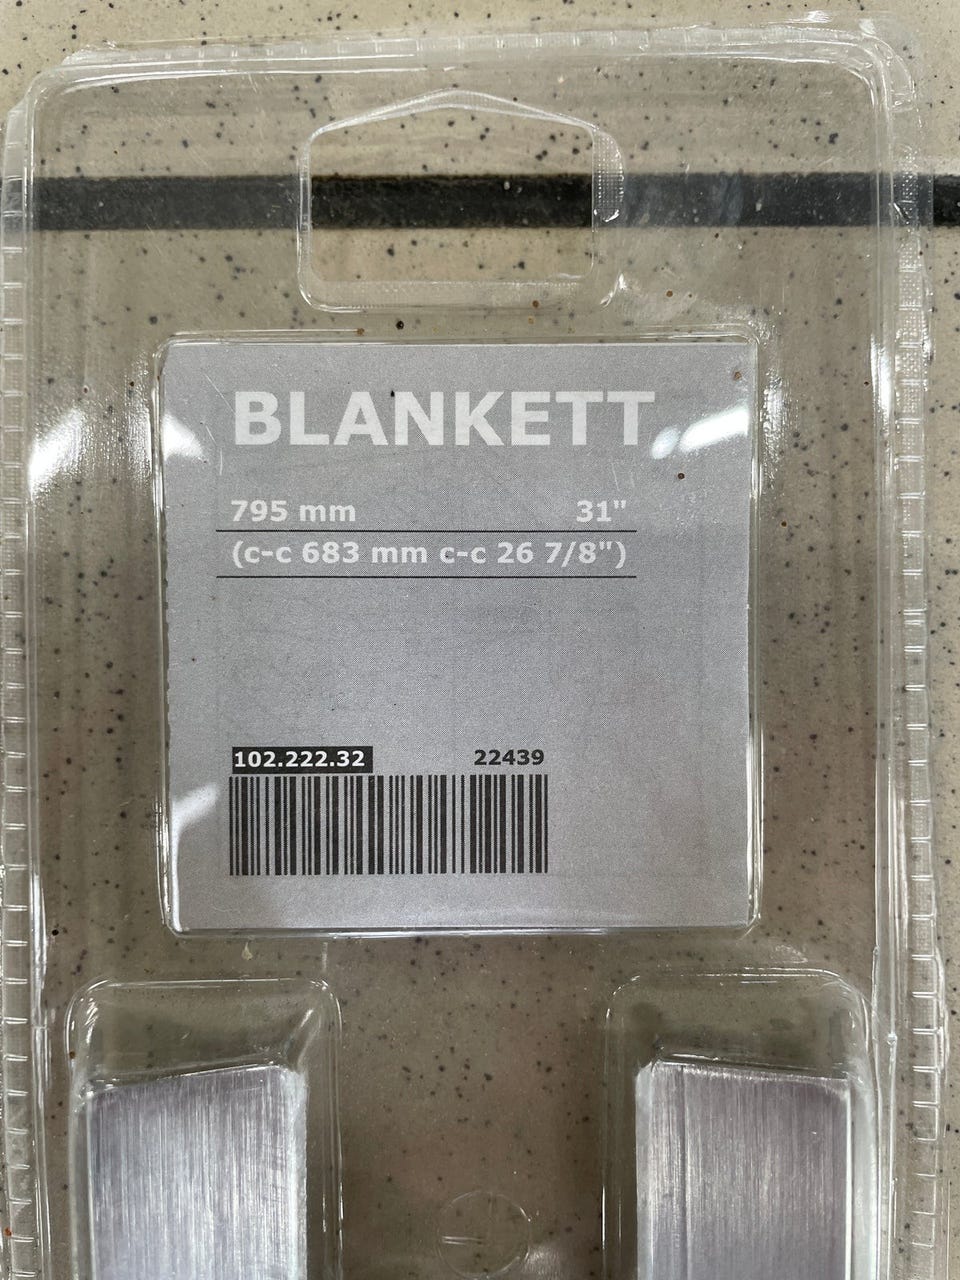 BLANKETT
795 mm 31"
(c-c 683 mm c-c 26 7/8")
102.222.32 22439